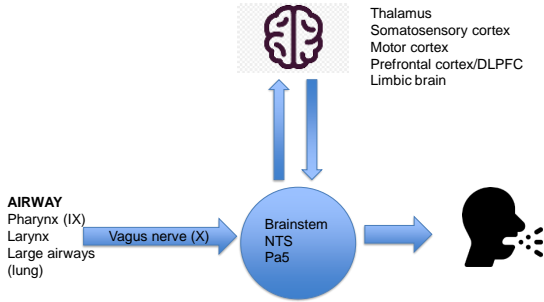 Thalamus
Somatosensory cortex
Motor cortex
Prefrontal cortex/DLPFC
Limbic brain
AIRWAY
Pharynx (IX)
Larynx
Large airways
(lung)
Vagus nerve (X)
Brainstem
NTS
Pa5